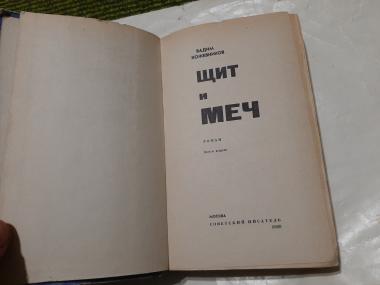 ВАДИМ
КОЖЕВНИКОВ
ЩИТ
И
МЕЧ
РОМАН
МОСКВА
СОВЕТСКИЙ ПИСАТЕЛЬ